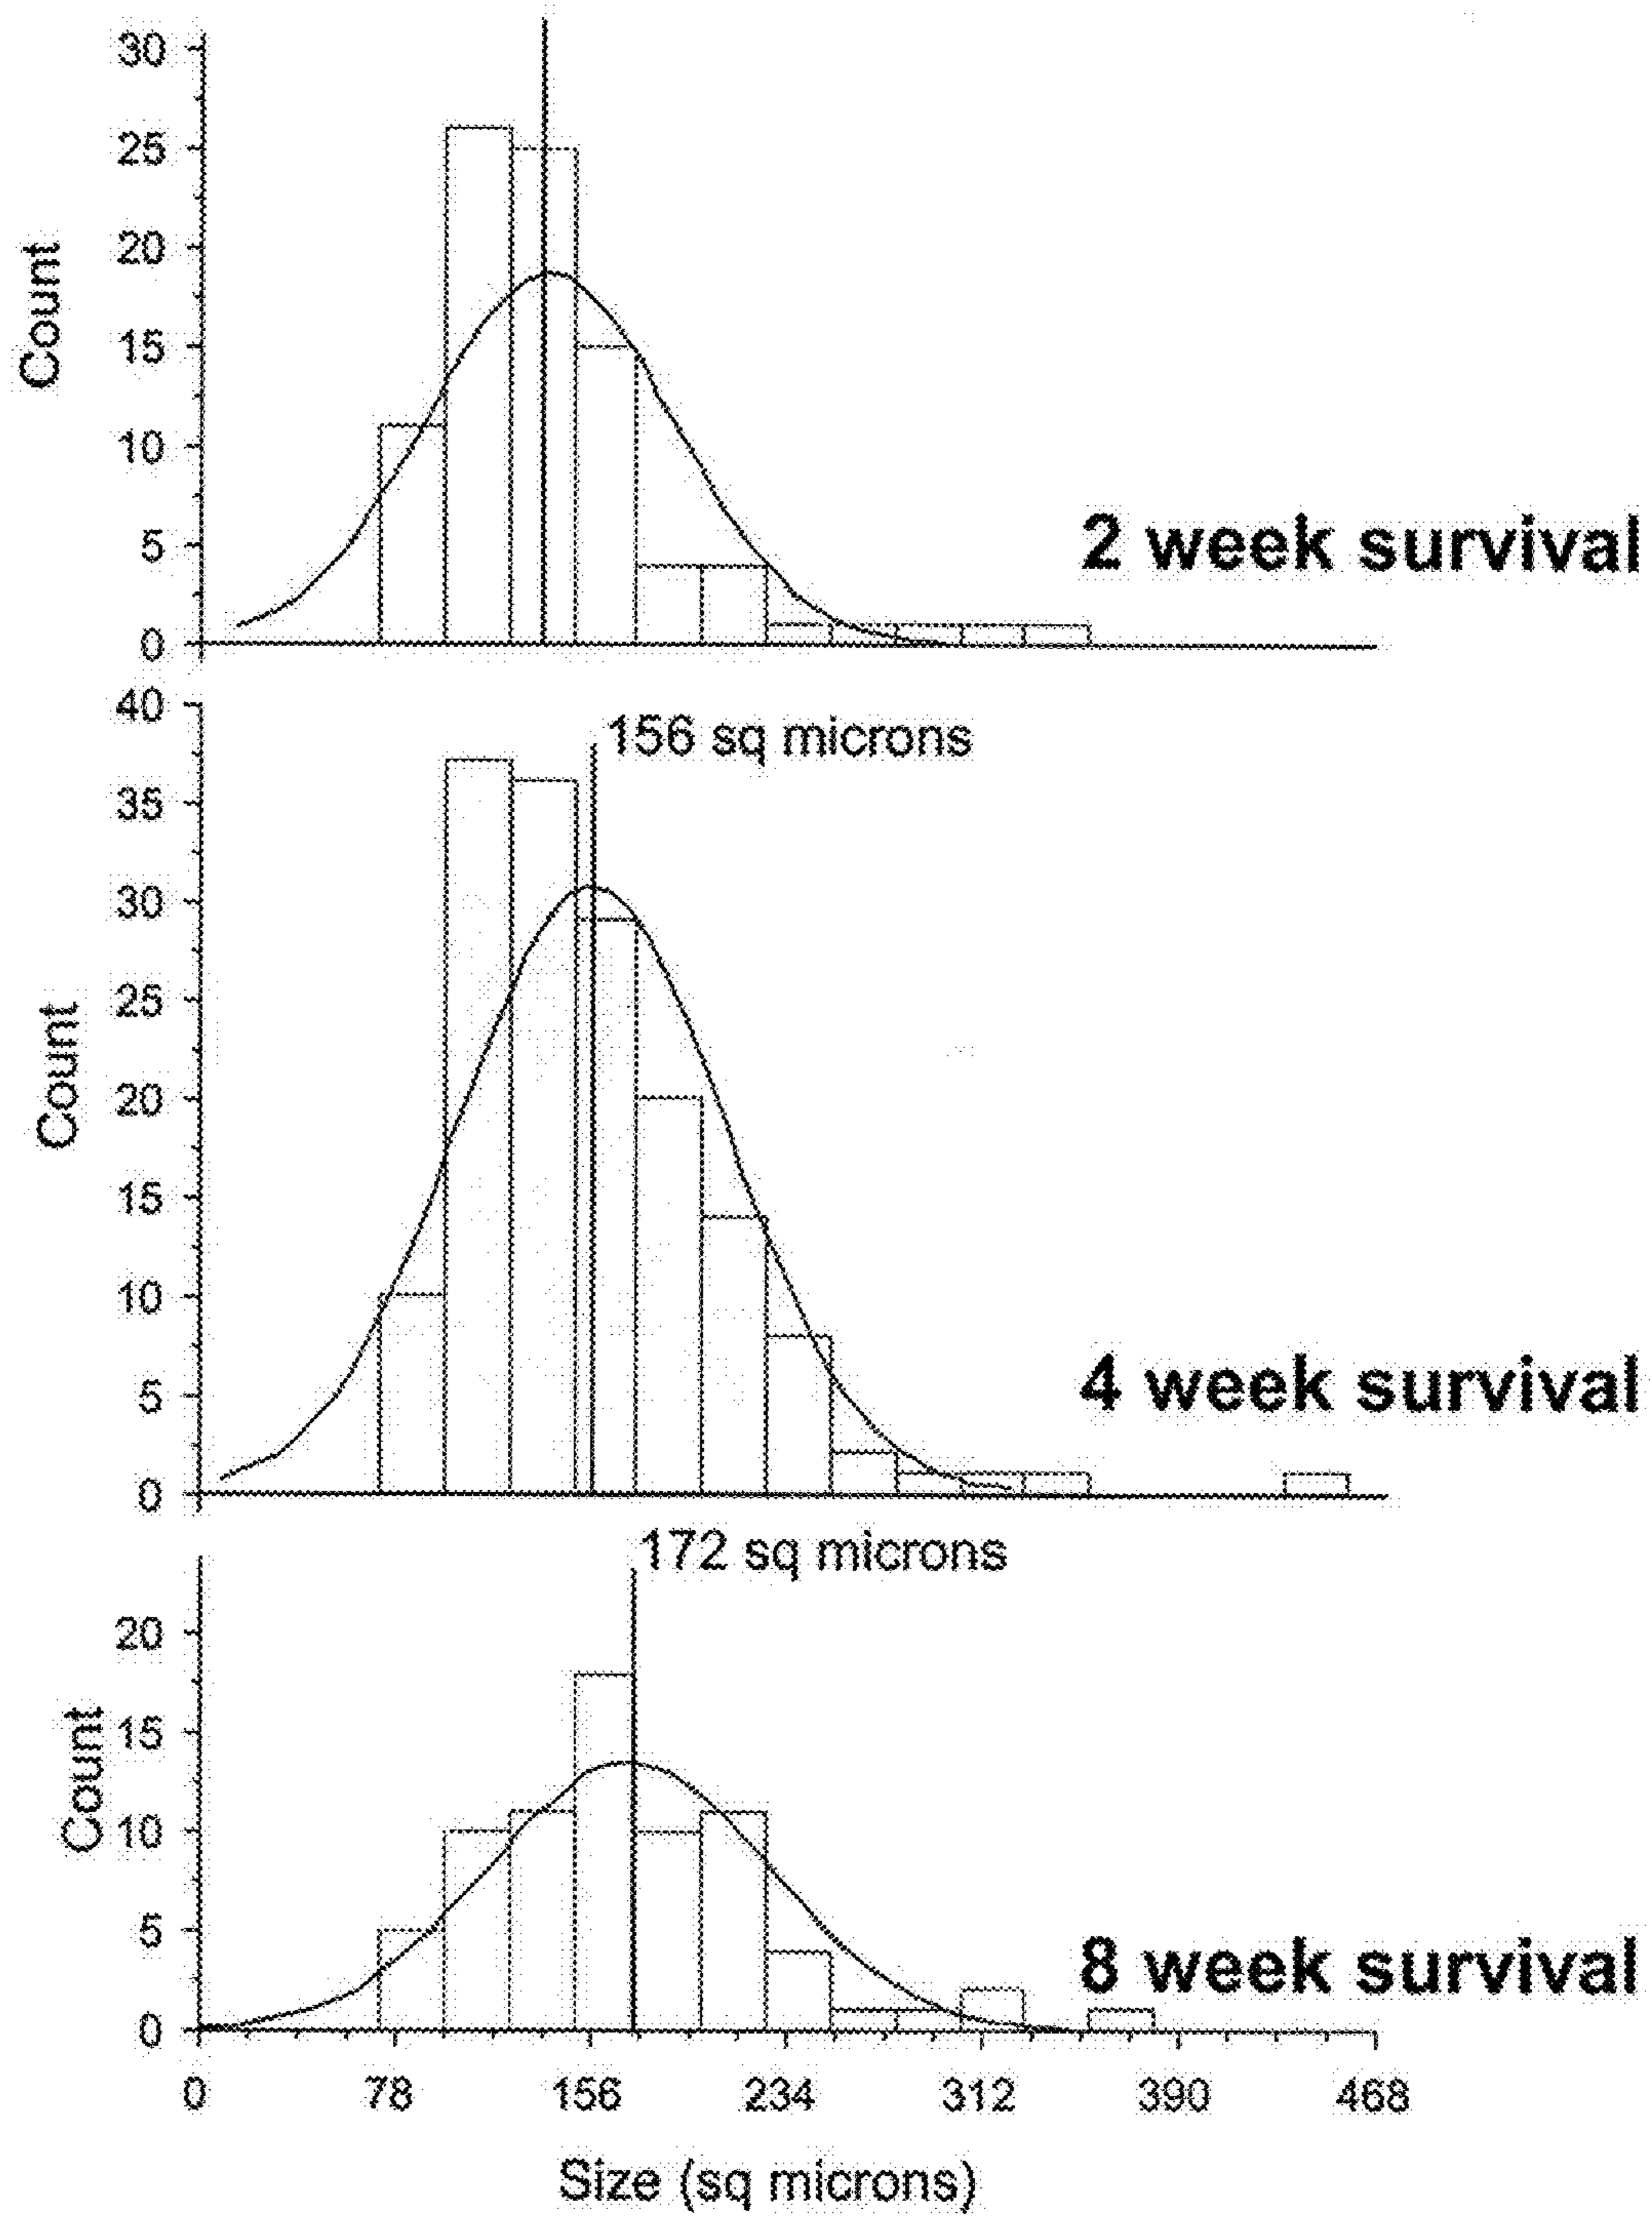 30
25
20
15
10
5
0
Count
2 week survival
40
35
30
25
20
15
10
5
0
Count
156 sq microns
4 week survival
172 sq microns
20
15
10
5
0
Count
8 week survival
0 78 156 234 312 390 468
Size (sq microns)